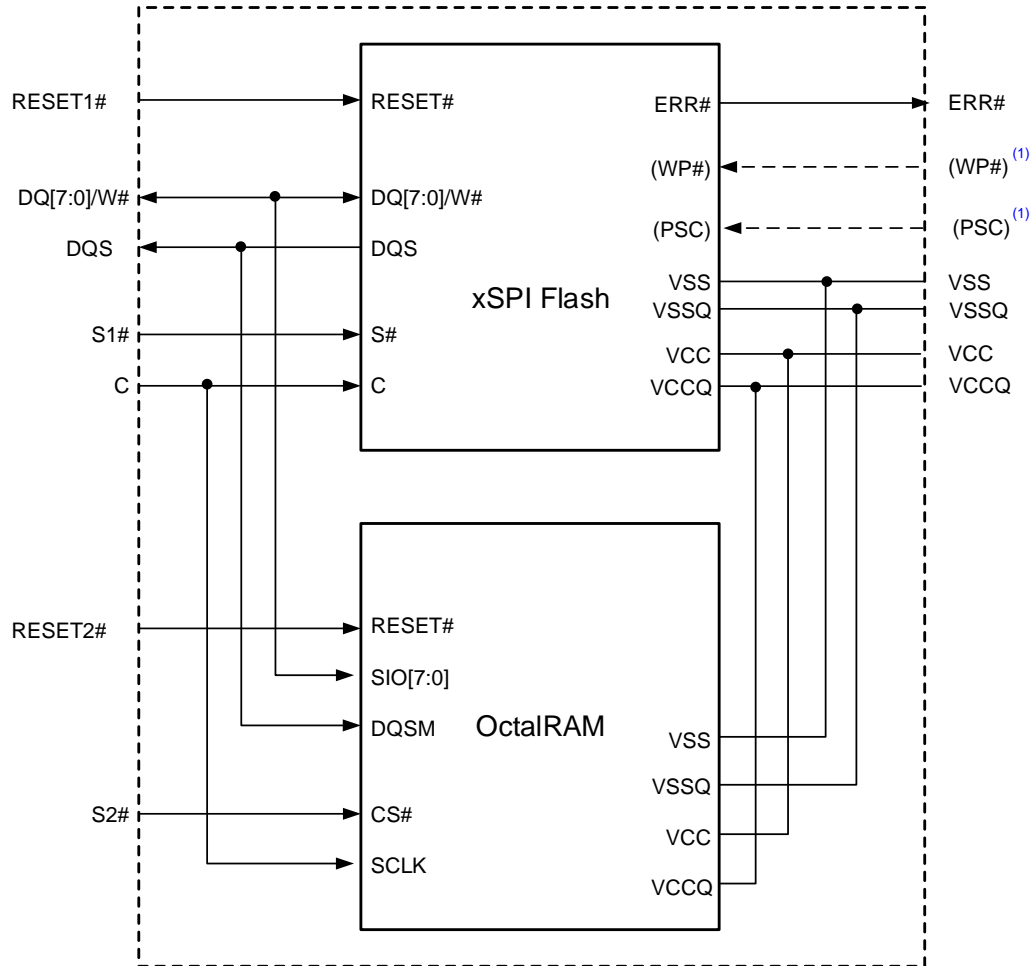 RESET1#
RESET#
ERR#
ERR#
(WP#)
(WP#) (1)
DQ[7:0]/W#
DQ[7:0]/W#
(PSC)
(PSC) (1)
DQS
DQS
xSPI Flash
VSS
VSS
VSSQ
VSSQ
S1#
S#
VCC
VCC
C
C
VCCQ
VCCQ
RESET2#
RESET#
SIO[7:0]
DQSM
OctalRAM
VSS
VSSQ
S2#
CS#
VCC
SCLK
VCCQ